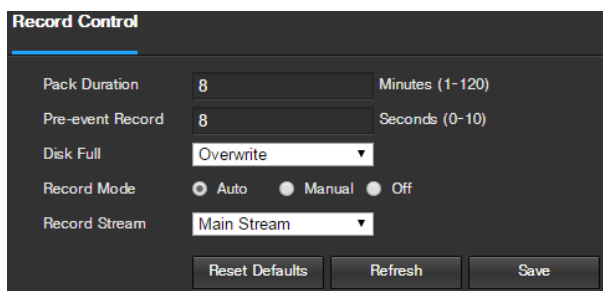 Record Control
Pack Duration 8 Minutes (1-120)
Pre-event Record 8 Seconds (0-10)
Disk Full Overwrite
Record Mode Auto Manual Off
Record Stream Main Stream
Reset Defaults Refresh Save